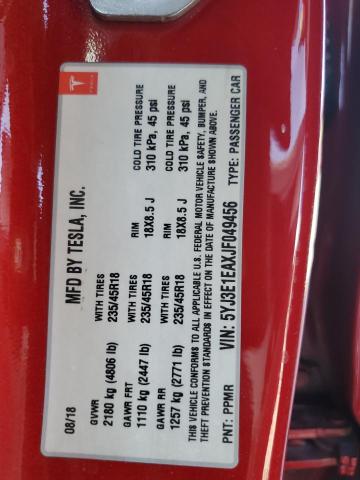 MFD BY TESLA, INC.
08/18
GVWR
2180 kg (4806 lb)
WITH TIRES
235/45R18
RIM
18X8.5 J
COLD TIRE PRESSURE
310 kPa, 45 psi
GAWR FRT
1110 kg (2447 lb)
WITH TIRES
235/45R18
RIM
18X8.5 J
COLD TIRE PRESSURE
310 kPa, 45 psi
GAWR RR
1257 kg (2771 lb)
THIS VEHICLE CONFORMS TO ALL APPLICABLE U.S. FEDERAL MOTOR VEHICLE SAFETY, BUMPER, AND
THEFT PREVENTION STANDARDS IN EFFECT ON THE DATE OF MANUFACTURE SHOWN ABOVE.
PNT: PPMR
VIN: 5YJ3E1EAXJF049456
TYPE: PASSENGER CAR